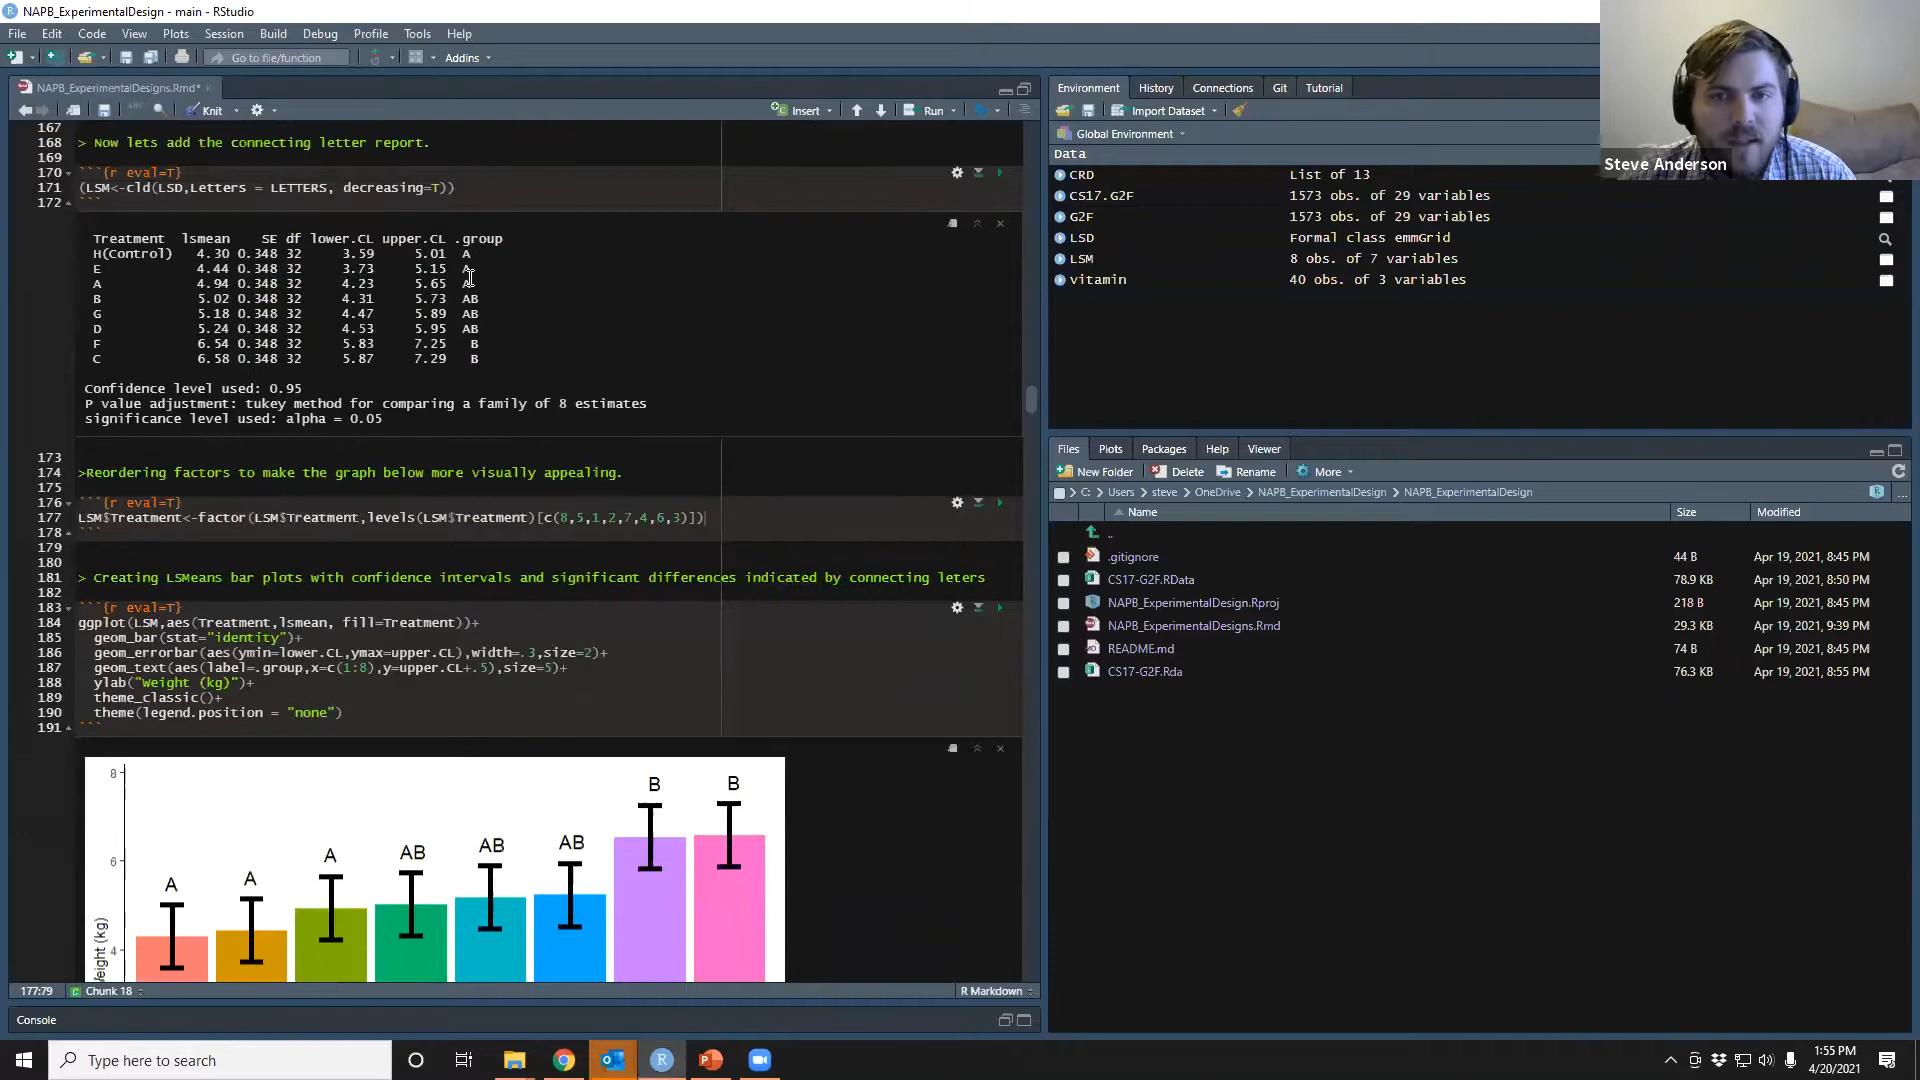 NAPB_ExperimentalDesign - main - RStudio
File Edit Code View Plots Session Build Debug Profile Tools Help
Go to file/function Addins
NAPB_ExperimentalDesigns.Rmd*
Knit Insert Run
167
168 > Now lets add the connecting letter report.
169
170 ```{r eval=T}
171 (LSM<-cld(LSD,Letters = LETTERS, decreasing=T))
172 ```
Treatment lsmean SE df lower.CL upper.CL .group
H(Control) 4.30 0.348 32 3.59 5.01 A
E 4.44 0.348 32 3.73 5.15 A
A 4.94 0.348 32 4.23 5.65 A
B 5.02 0.348 32 4.31 5.73 AB
G 5.18 0.348 32 4.47 5.89 AB
D 5.24 0.348 32 4.53 5.95 AB
F 6.54 0.348 32 5.83 7.25 B
C 6.58 0.348 32 5.87 7.29 B
Confidence level used: 0.95
P value adjustment: tukey method for comparing a family of 8 estimates
significance level used: alpha = 0.05
173
174 >Reordering factors to make the graph below more visually appealing.
175
176 ```{r eval=T}
177 LSM$Treatment<-factor(LSM$Treatment,levels(LSM$Treatment)[c(8,5,1,2,7,4,6,3)])
178 ```
179
180
181 > Creating LSMeans bar plots with confidence intervals and significant differences indicated by connecting leters
182
183 ```{r eval=T}
184 ggplot(LSM,aes(Treatment,lsmean, fill=Treatment))+
185 geom_bar(stat="identity")+
186 geom_errorbar(aes(ymin=lower.CL,ymax=upper.CL),width=.3,size=2)+
187 geom_text(aes(label=.group,x=c(1:8),y=upper.CL+.5),size=5)+
188 ylab("Weight (kg)")+
189 theme_classic()+
190 theme(legend.position = "none")
191 ```
8
6
4
Weight (kg)
A A A AB AB AB B B
177:79 Chunk 18 R Markdown
Console
Environment History Connections Git Tutorial
Import Dataset
Global Environment
Data
CRD List of 13
CS17.G2F 1573 obs. of 29 variables
G2F 1573 obs. of 29 variables
LSD Formal class emmGrid
LSM 8 obs. of 7 variables
vitamin 40 obs. of 3 variables
Steve Anderson
Files Plots Packages Help Viewer
New Folder Delete Rename More
C: > Users > steve > OneDrive > NAPB_ExperimentalDesign > NAPB_ExperimentalDesign ...
Name Size Modified
..
.gitignore 44 B Apr 19, 2021, 8:45 PM
CS17-G2F.RData 78.9 KB Apr 19, 2021, 8:50 PM
NAPB_ExperimentalDesign.Rproj 218 B Apr 19, 2021, 8:45 PM
NAPB_ExperimentalDesigns.Rmd 29.3 KB Apr 19, 2021, 9:39 PM
README.md 74 B Apr 19, 2021, 8:45 PM
CS17-G2F.Rda 76.3 KB Apr 19, 2021, 8:55 PM
Type here to search
1:55 PM
4/20/2021